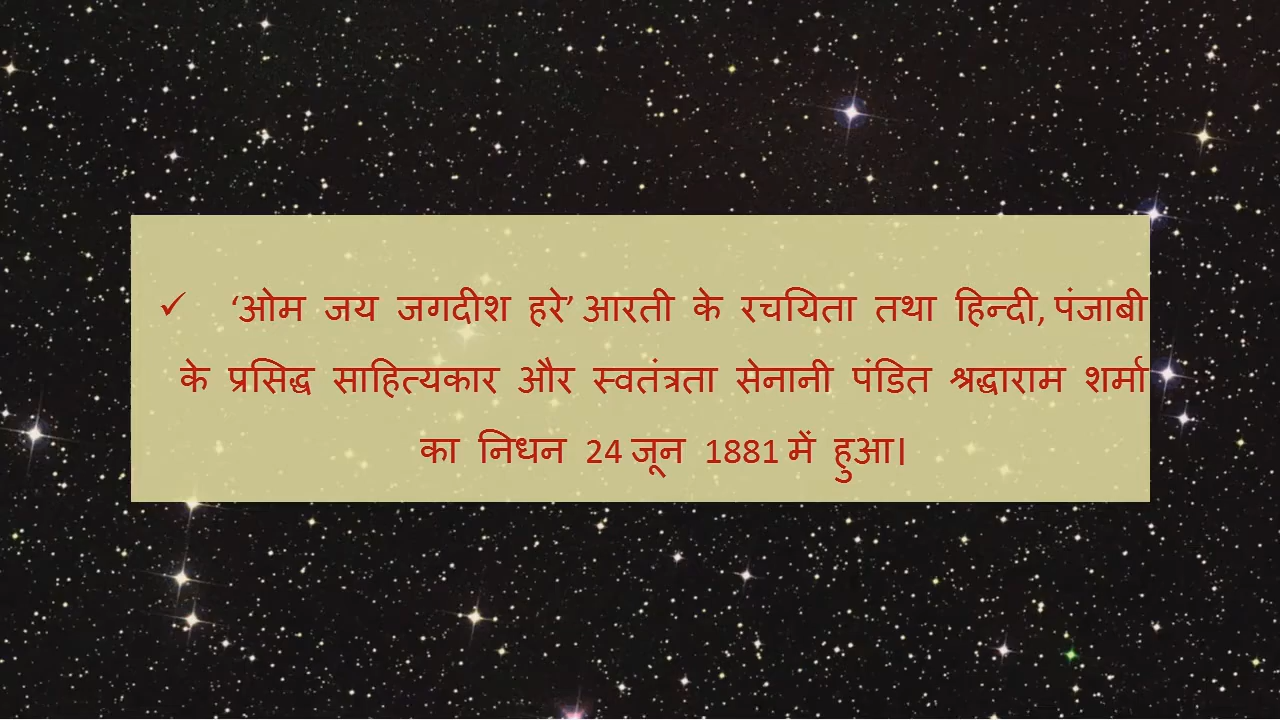 ✓ ‘ओम जय जगदीश हरे’ आरती के रचयिता तथा हिन्दी, पंजाबी
के प्रसिद्ध साहित्यकार और स्वतंत्रता सेनानी पंडित श्रद्धाराम शर्मा
का निधन 24 जून 1881 में हुआ।